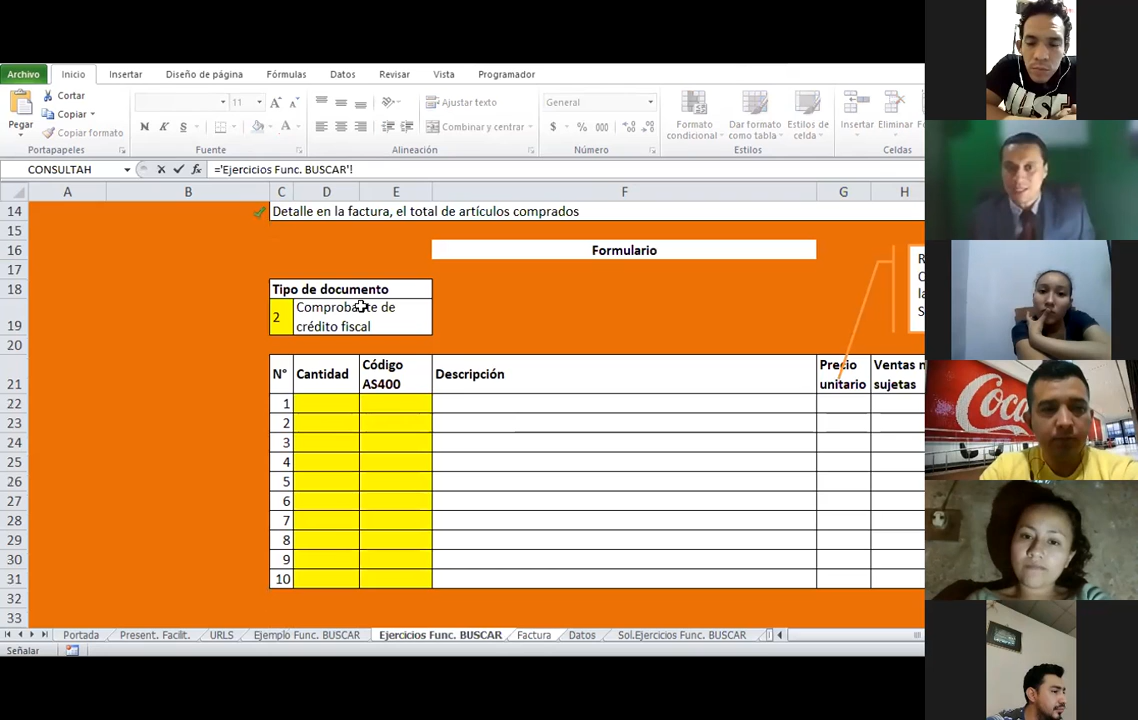 Archivo Inicio Insertar Diseño de página Fórmulas Datos Revisar Vista Programador
Pegar Cortar Copiar Copiar formato
11 A A N K S A
Ajustar texto
Combinar y centrar
General
$ % 000
Formato condicional Dar formato como tabla Estilos de celda Insertar Eliminar
Portapapeles Fuente Alineación Número Estilos Celdas
CONSULTAH fx ='Ejercicios Func. BUSCAR'!
A B C D E F G H
14 Detalle en la factura, el total de artículos comprados
15
16 Formulario
17
18 Tipo de documento
19 2 Comprobante de crédito fiscal
20
21 N° Cantidad Código AS400 Descripción Precio unitario Ventas n sujetas
22 1
23 2
24 3
25 4
26 5
27 6
28 7
29 8
30 9
31 10
32
33
R
C
la
S
Portada Present. Facilit. URLS Ejemplo Func. BUSCAR Ejercicios Func. BUSCAR Factura Datos Sol.Ejercicios Func. BUSCAR
Señalar
Coca